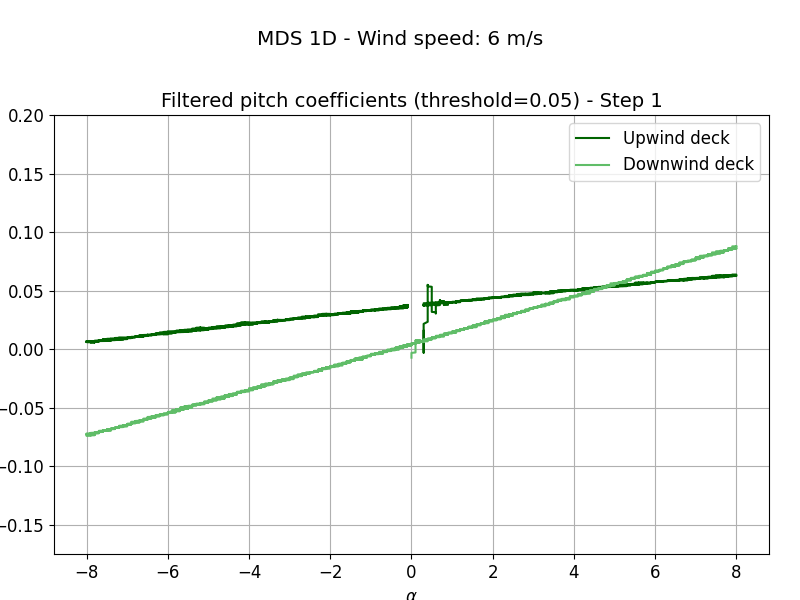 MDS 1D - Wind speed: 6 m/s
Filtered pitch coefficients (threshold=0.05) - Step 1
Upwind deck
Downwind deck
0.20
0.15
0.10
0.05
0.00
−0.05
−0.10
−0.15
−8 −6 −4 −2 0 2 4 6 8
α